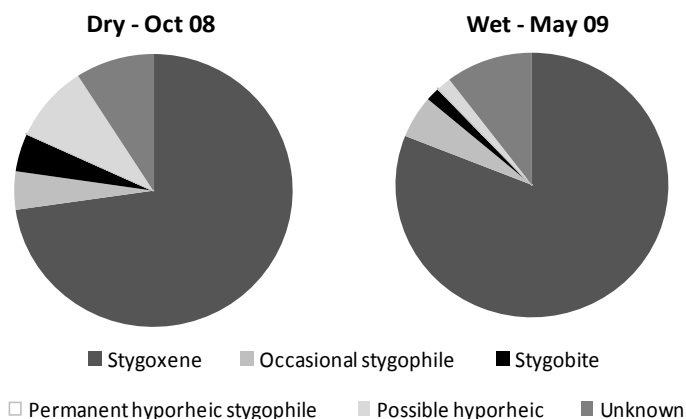 Dry - Oct 08
Wet - May 09
Stygoxene
Occasional stygophile
Stygobite
Permanent hyporheic stygophile
Possible hyporheic
Unknown